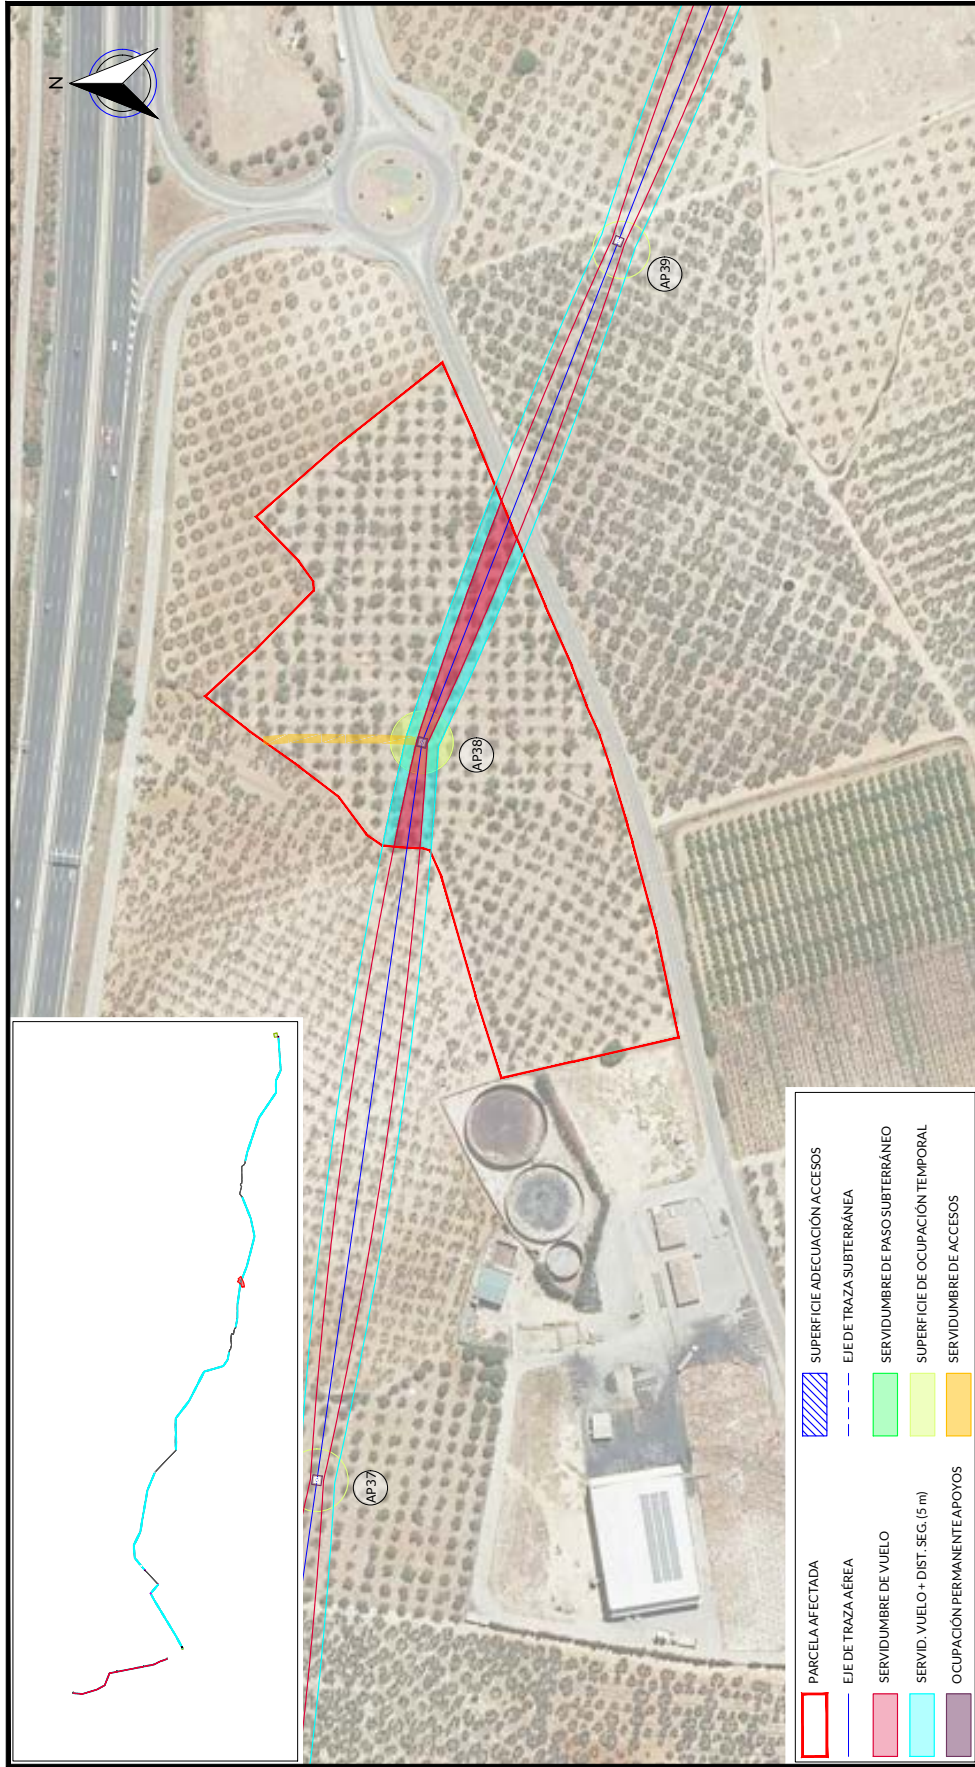 N
AP39
AP38
AP37
PARCELA AFECTADA
EJE DE TRAZA AÉREA
SERVIDUMBRE DE VUELO
SERVID. VUELO + DIST. SEG. (5 m)
OCUPACIÓN PERMANENTE APOYOS
SUPERFICIE ADECUACIÓN ACCESOS
EJE DE TRAZA SUBTERRÁNEA
SERVIDUMBRE DE PASO SUBTERRÁNEO
SUPERFICIE DE OCUPACIÓN TEMPORAL
SERVIDUMBRE DE ACCESOS